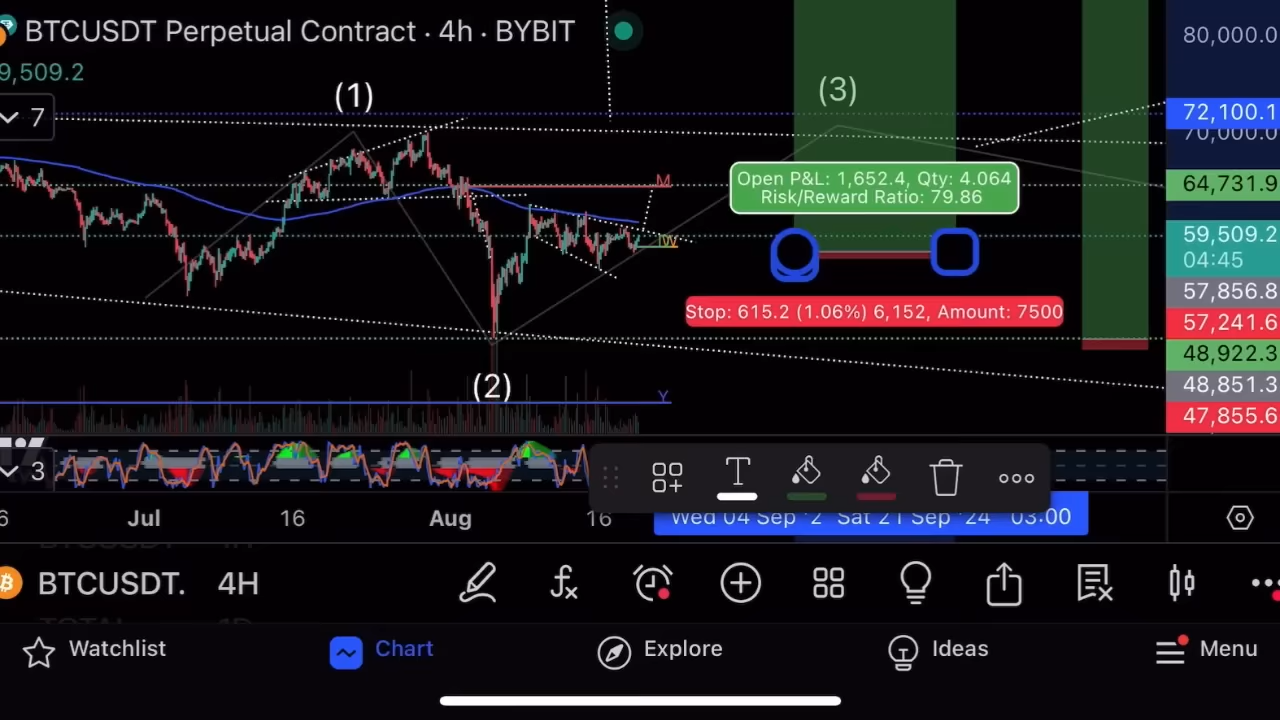 BTCUSDT Perpetual Contract · 4h · BYBIT
9,509.2
7
(1)
(3)
(2)
M
W
Y
Open P&L: 1,652.4, Qty: 4.064
Risk/Reward Ratio: 79.86
Stop: 615.2 (1.06%) 6,152, Amount: 7500
80,000.0
72,100.1
70,000.0
64,731.9
59,509.2
04:45
57,856.8
57,241.6
48,922.3
48,851.3
47,855.6
3
T
6
Jul
16
Aug
16
Wed 04 Sep '2
Sat 21 Sep '24
03:00
BTCUSDT.
4H
Watchlist
Chart
Explore
Ideas
Menu